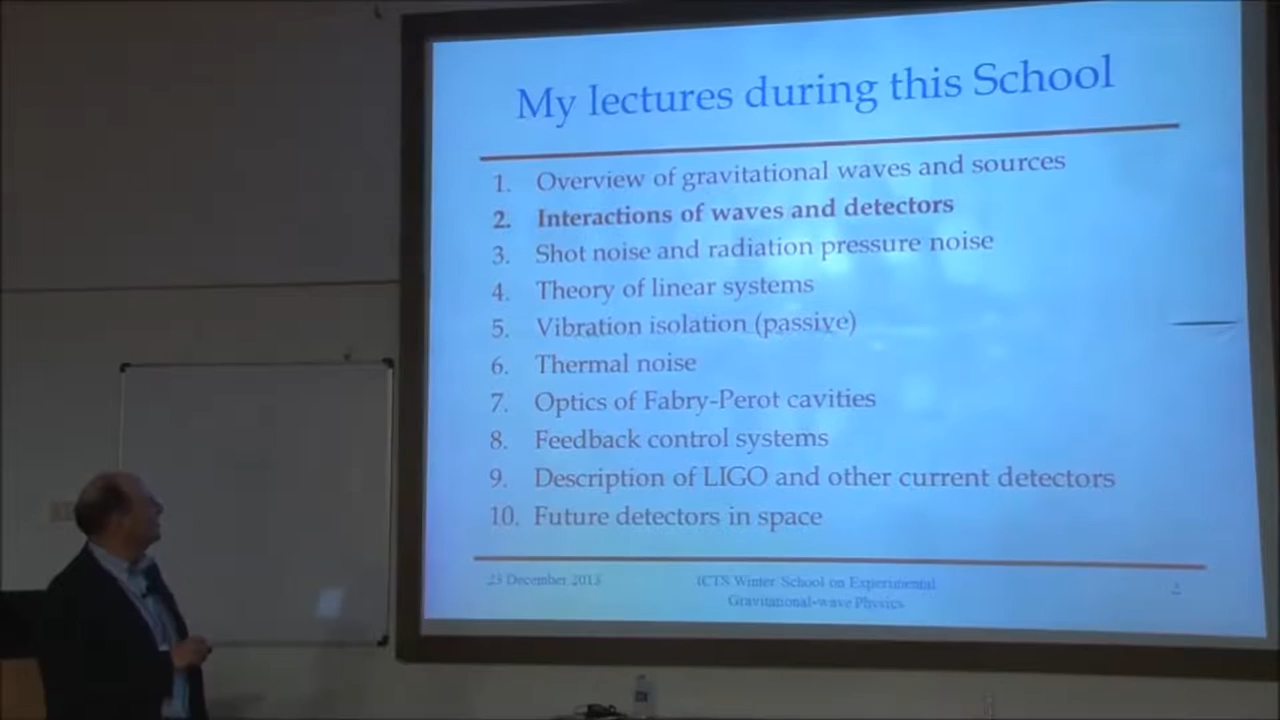 My lectures during this School
1. Overview of gravitational waves and sources
2. Interactions of waves and detectors
3. Shot noise and radiation pressure noise
4. Theory of linear systems
5. Vibration isolation (passive)
6. Thermal noise
7. Optics of Fabry-Perot cavities
8. Feedback control systems
9. Description of LIGO and other current detectors
10. Future detectors in space
23 December 2013
ICTS Winter School on Experimental
Gravitational-wave Physics